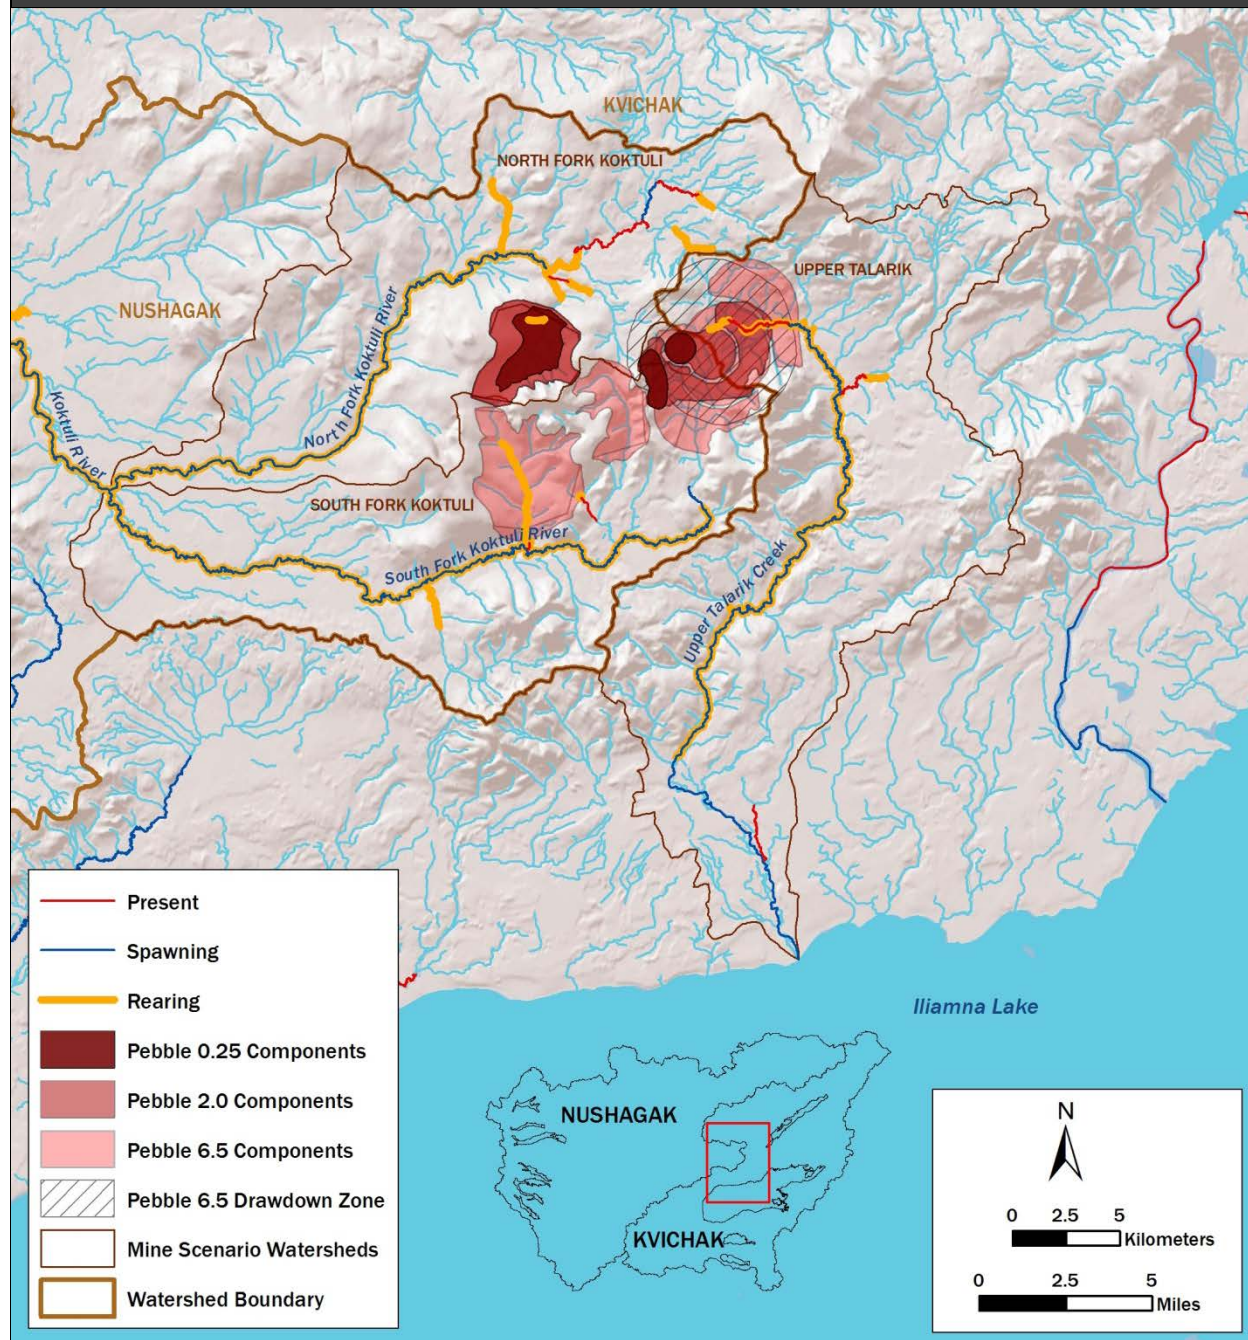 KVICHAK
NORTH FORK KOKTULI
UPPER TALARIK
NUSHAGAK
North Fork Koktuli River
Koktuli River
SOUTH FORK KOKTULI
South Fork Koktuli River
Upper Talarik Creek
Iliamna Lake
Present
Spawning
Rearing
Pebble 0.25 Components
Pebble 2.0 Components
Pebble 6.5 Components
Pebble 6.5 Drawdown Zone
Mine Scenario Watersheds
Watershed Boundary
NUSHAGAK
KVICHAK
N
0 2.5 5
Kilometers
0 2.5 5
Miles